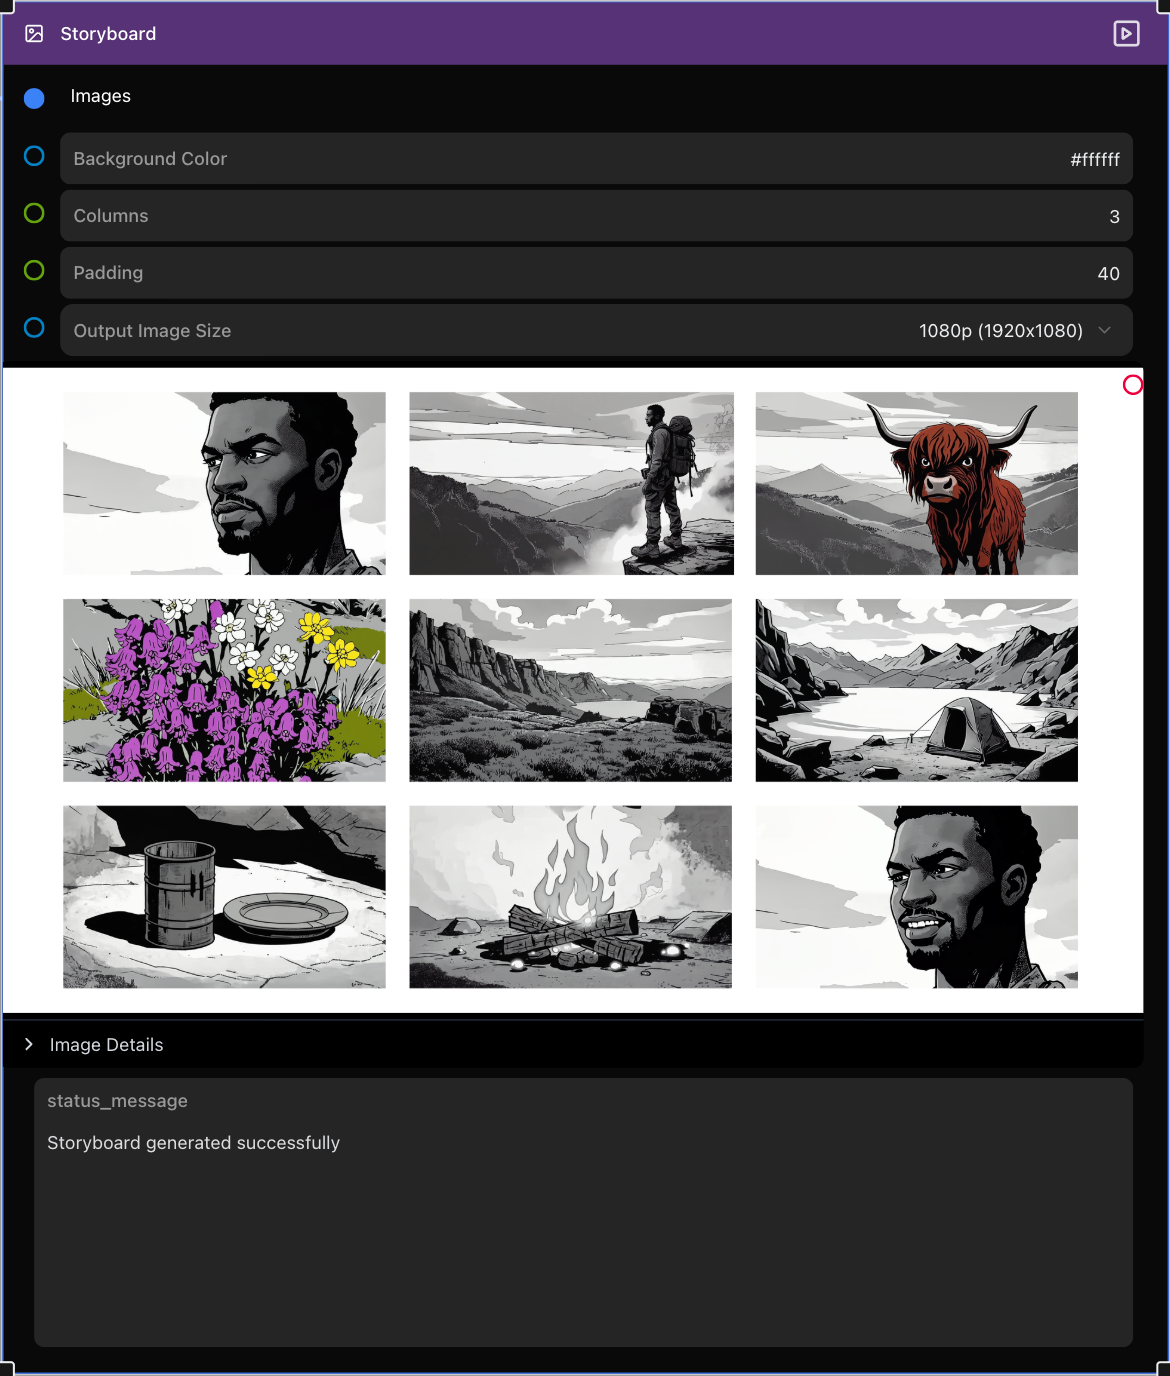 Storyboard
Images
Background Color #ffffff
Columns 3
Padding 40
Output Image Size 1080p (1920x1080)
Image Details
status_message
Storyboard generated successfully